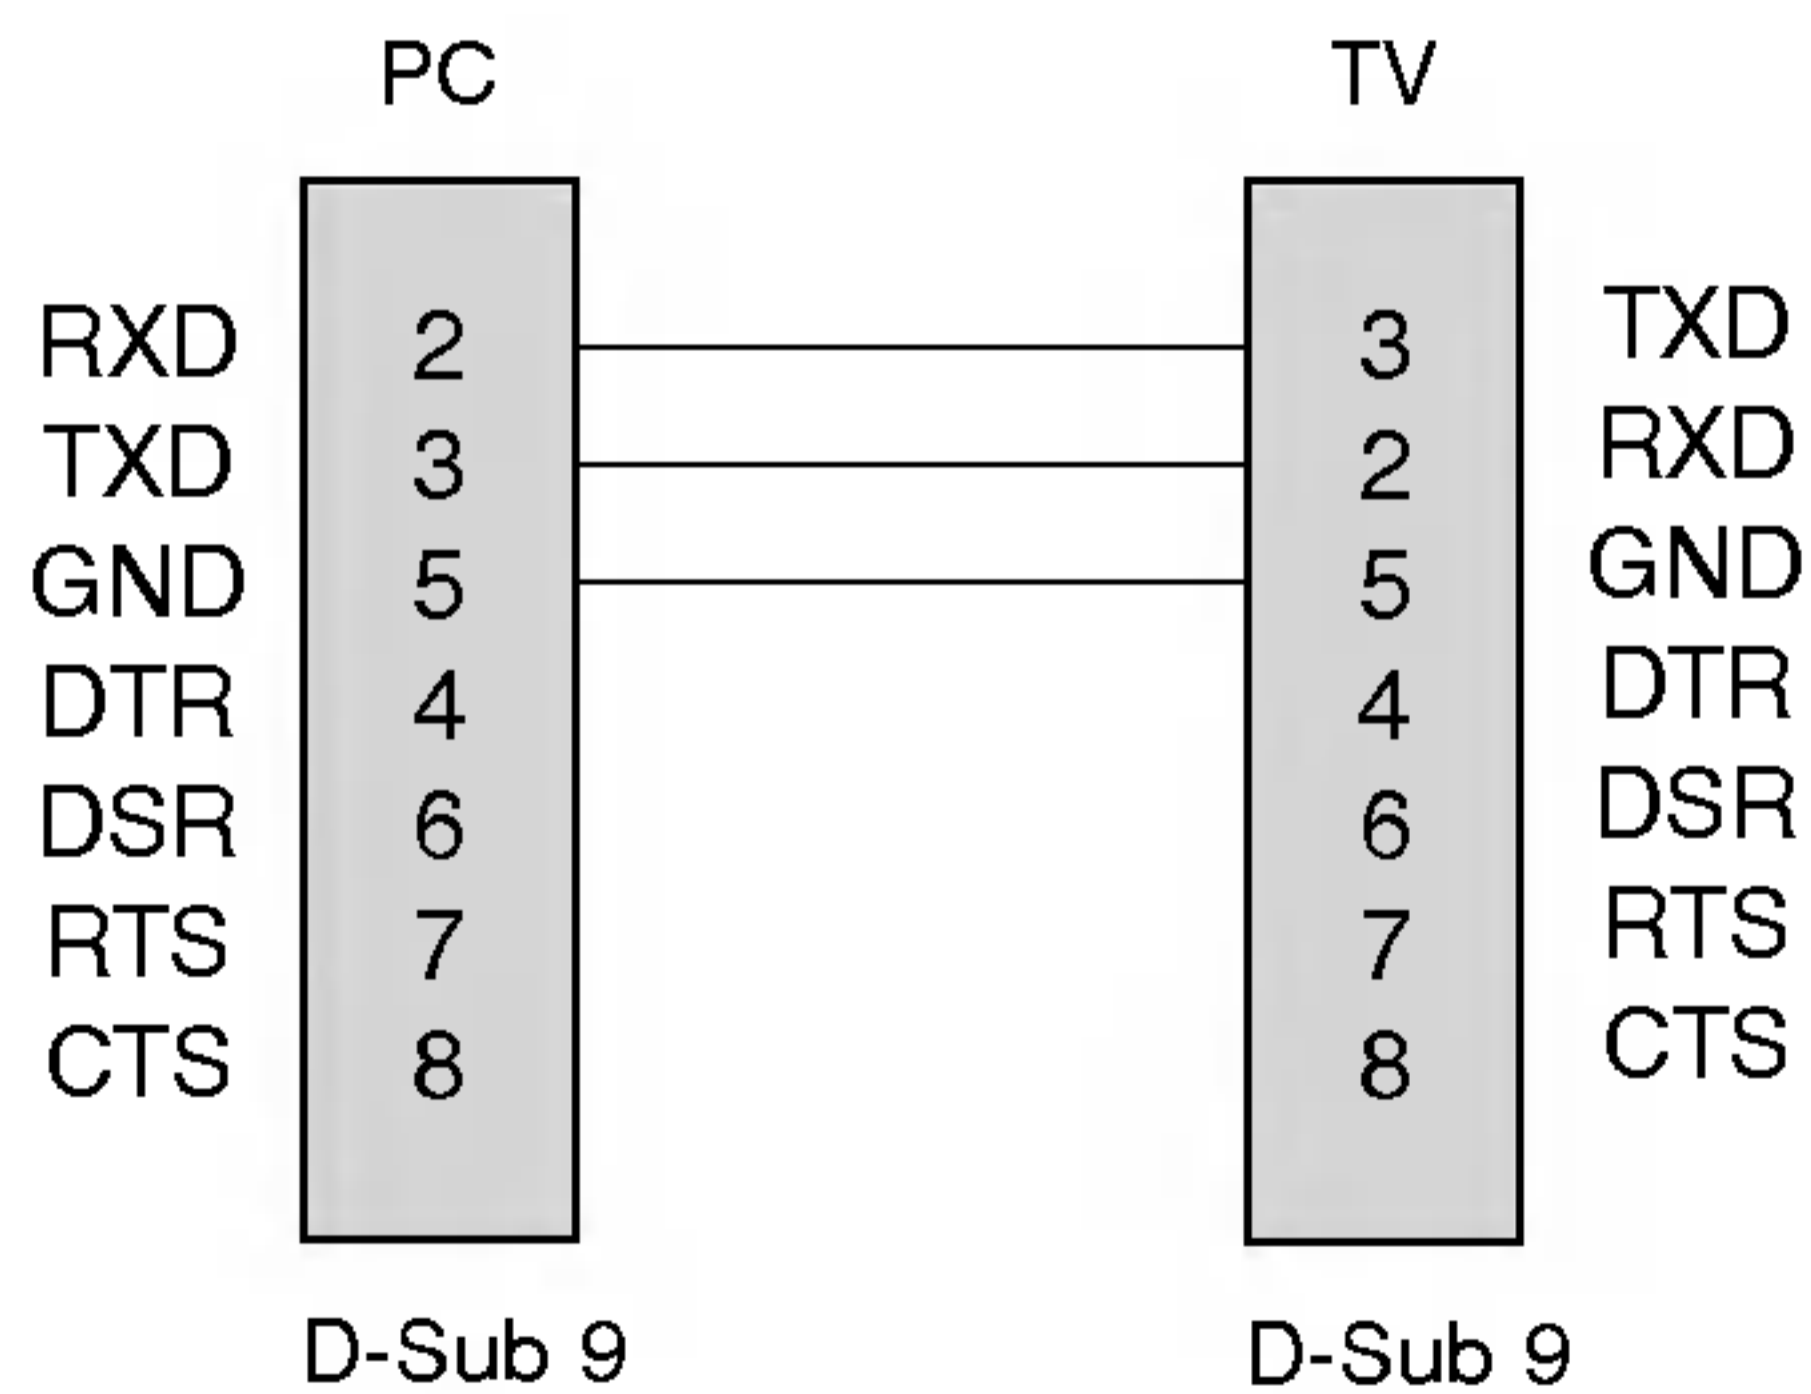 PC TV
RXD 2 3 TXD
TXD 3 2 RXD
GND 5 5 GND
DTR 4 4 DTR
DSR 6 6 DSR
RTS 7 7 RTS
CTS 8 8 CTS
D-Sub 9 D-Sub 9